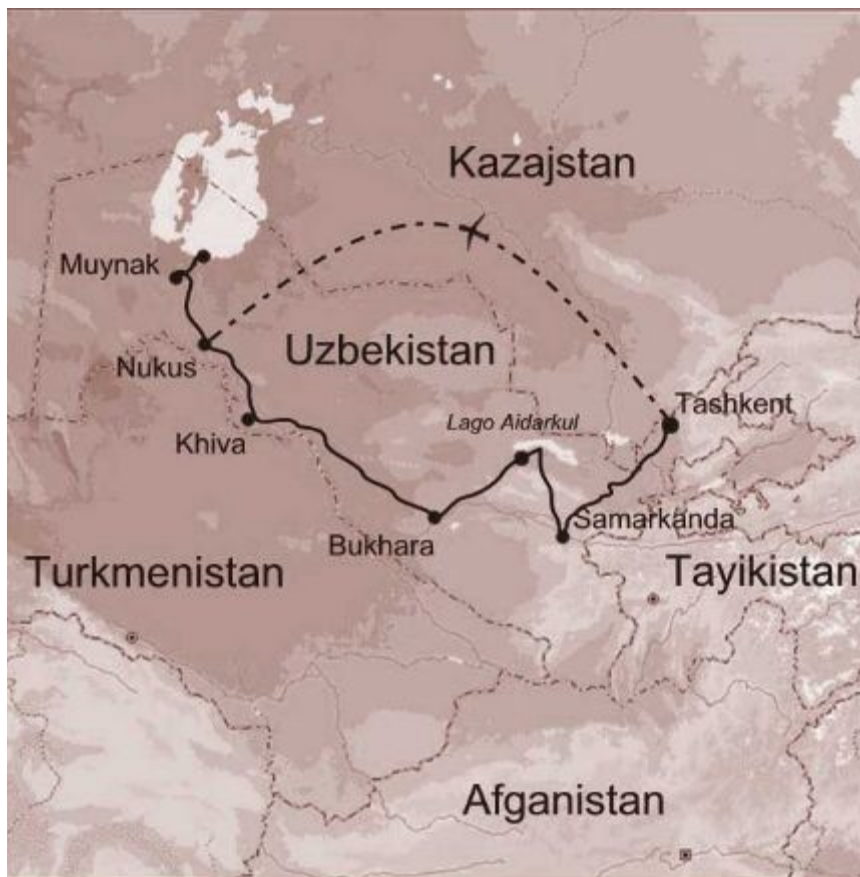 Kazajstan
Muynak
Uzbekistan
Nukus
Tashkent
Lago Aidarkul
Khiva
Samarkanda
Bukhara
Turkmenistan
Tayikistan
Afganistan